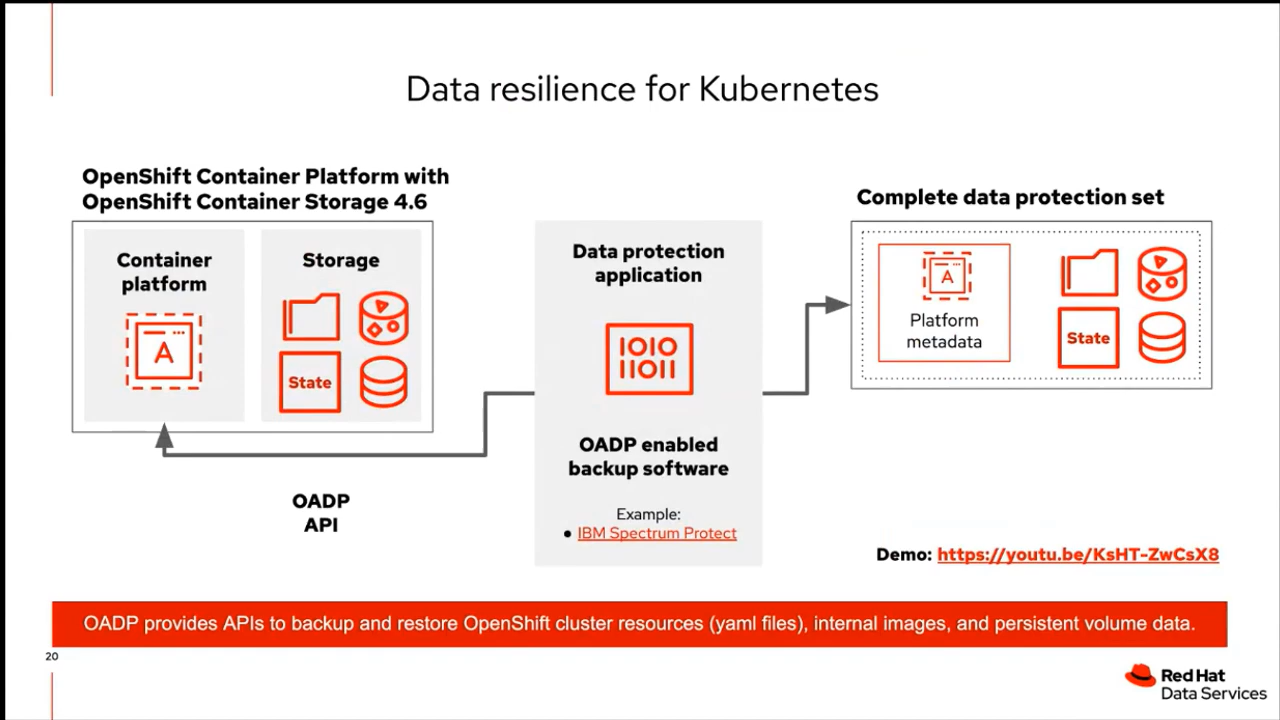 Data resilience for Kubernetes
OpenShift Container Platform with
OpenShift Container Storage 4.6
Container
platform
A
Storage
State
OADP
API
Data protection
application
1010
11011
OADP enabled
backup software
Example:
● IBM Spectrum Protect
Complete data protection set
A
Platform
metadata
State
Demo: https://youtu.be/KsHT-ZwCsX8
OADP provides APIs to backup and restore OpenShift cluster resources (yaml files), internal images, and persistent volume data.
20
Red Hat
Data Services